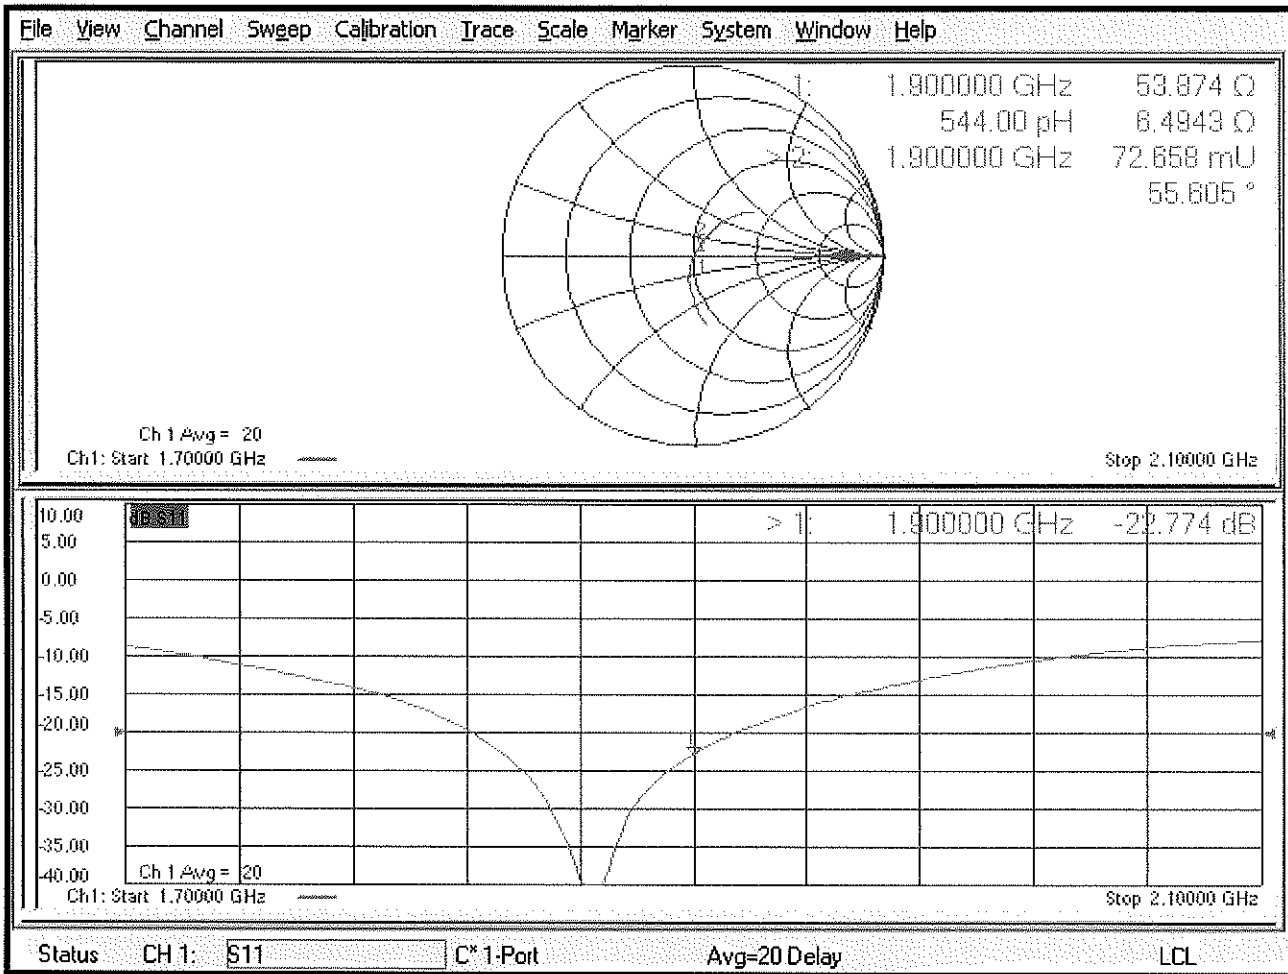 File View Channel Sweep Calibration Trace Scale Marker System Window Help
1: 1.900000 GHz 53.874 Ω
544.00 pH 6.4943 Ω
> 2: 1.900000 GHz 72.658 mU
55.605 °
Ch 1 Avg = 20
Ch1: Start 1.70000 GHz
Stop 2.10000 GHz
10.00
dB S11
> 1: 1.900000 GHz -22.774 dB
5.00
0.00
-5.00
-10.00
-15.00
-20.00
-25.00
-30.00
-35.00
-40.00
Ch 1 Avg = 20
Ch1: Start 1.70000 GHz
Stop 2.10000 GHz
Status CH 1: S11 C* 1-Port Avg=20 Delay LCL